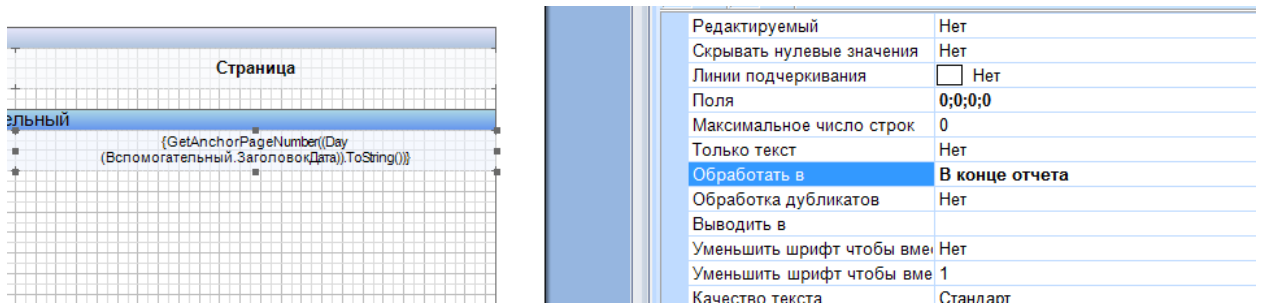 Страница
ельный
{GetAnchorPageNumber((Day
(Вспомогательный.ЗаголовокДата)).ToString())}
Редактируемый Нет
Скрывать нулевые значения Нет
Линии подчеркивания Нет
Поля 0;0;0;0
Максимальное число строк 0
Только текст Нет
Обработать в В конце отчета
Обработка дубликатов Нет
Выводить в
Уменьшить шрифт чтобы вме Нет
Уменьшить шрифт чтобы вме 1
Качество текста Стандарт